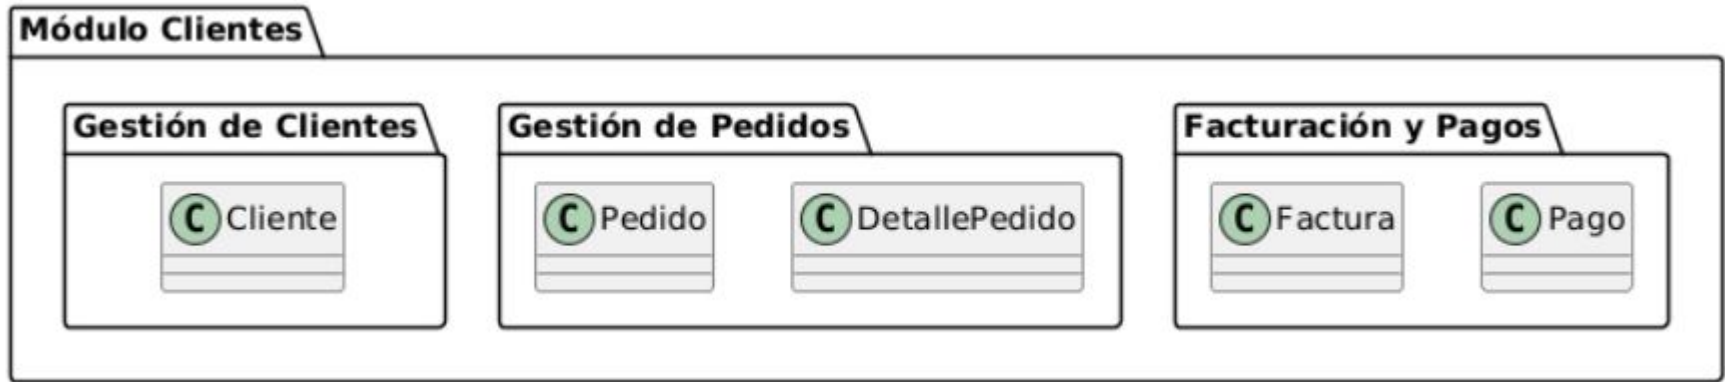 Módulo Clientes
Gestión de Clientes
C Cliente
Gestión de Pedidos
C Pedido
C DetallePedido
Facturación y Pagos
C Factura
C Pago